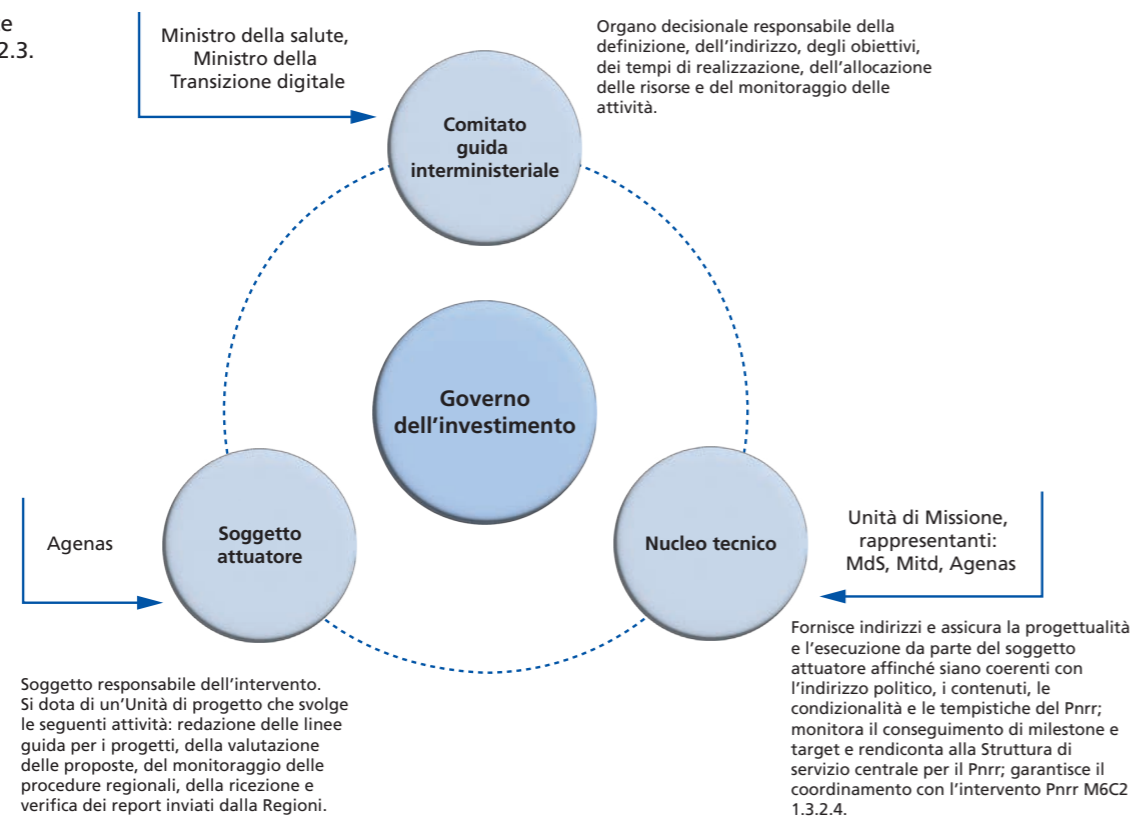 te
2.3.
Ministro della salute,
Ministro della
Transizione digitale
Organo decisionale responsabile della
definizione, dell’indirizzo, degli obiettivi,
dei tempi di realizzazione, dell’allocazione
delle risorse e del monitoraggio delle
attività.
Comitato
guida
interministeriale
Governo
dell’investimento
Agenas
Soggetto
attuatore
Nucleo tecnico
Unità di Missione,
rappresentanti:
MdS, Mitd, Agenas
Soggetto responsabile dell’intervento.
Si dota di un’Unità di progetto che svolge
le seguenti attività: redazione delle linee
guida per i progetti, della valutazione
delle proposte, del monitoraggio delle
procedure regionali, della ricezione e
verifica dei report inviati dalla Regioni.
Fornisce indirizzi e assicura la progettualità
e l’esecuzione da parte del soggetto
attuatore affinché siano coerenti con
l’indirizzo politico, i contenuti, le
condizionalità e le tempistiche del Pnrr;
monitora il conseguimento di milestone e
target e rendiconta alla Struttura di
servizio centrale per il Pnrr; garantisce il
coordinamento con l’intervento Pnrr M6C2
1.3.2.4.